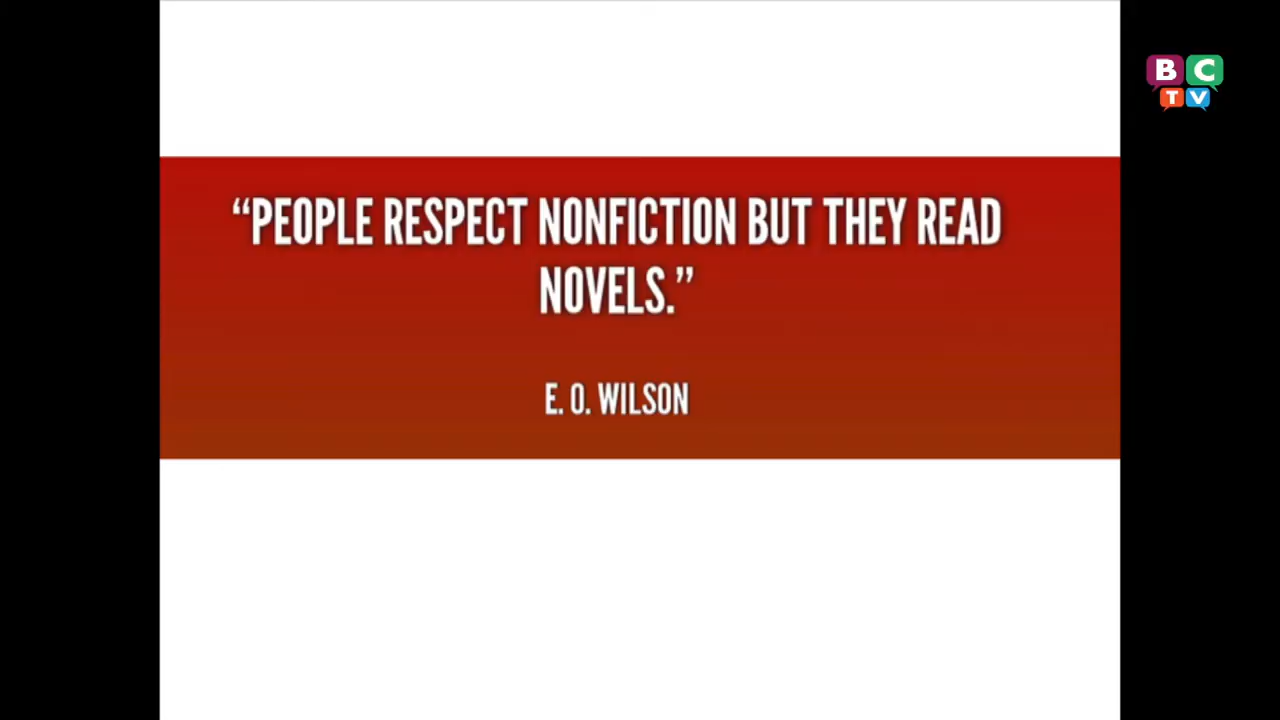 “PEOPLE RESPECT NONFICTION BUT THEY READ
NOVELS.”
E. O. WILSON
BC
TV